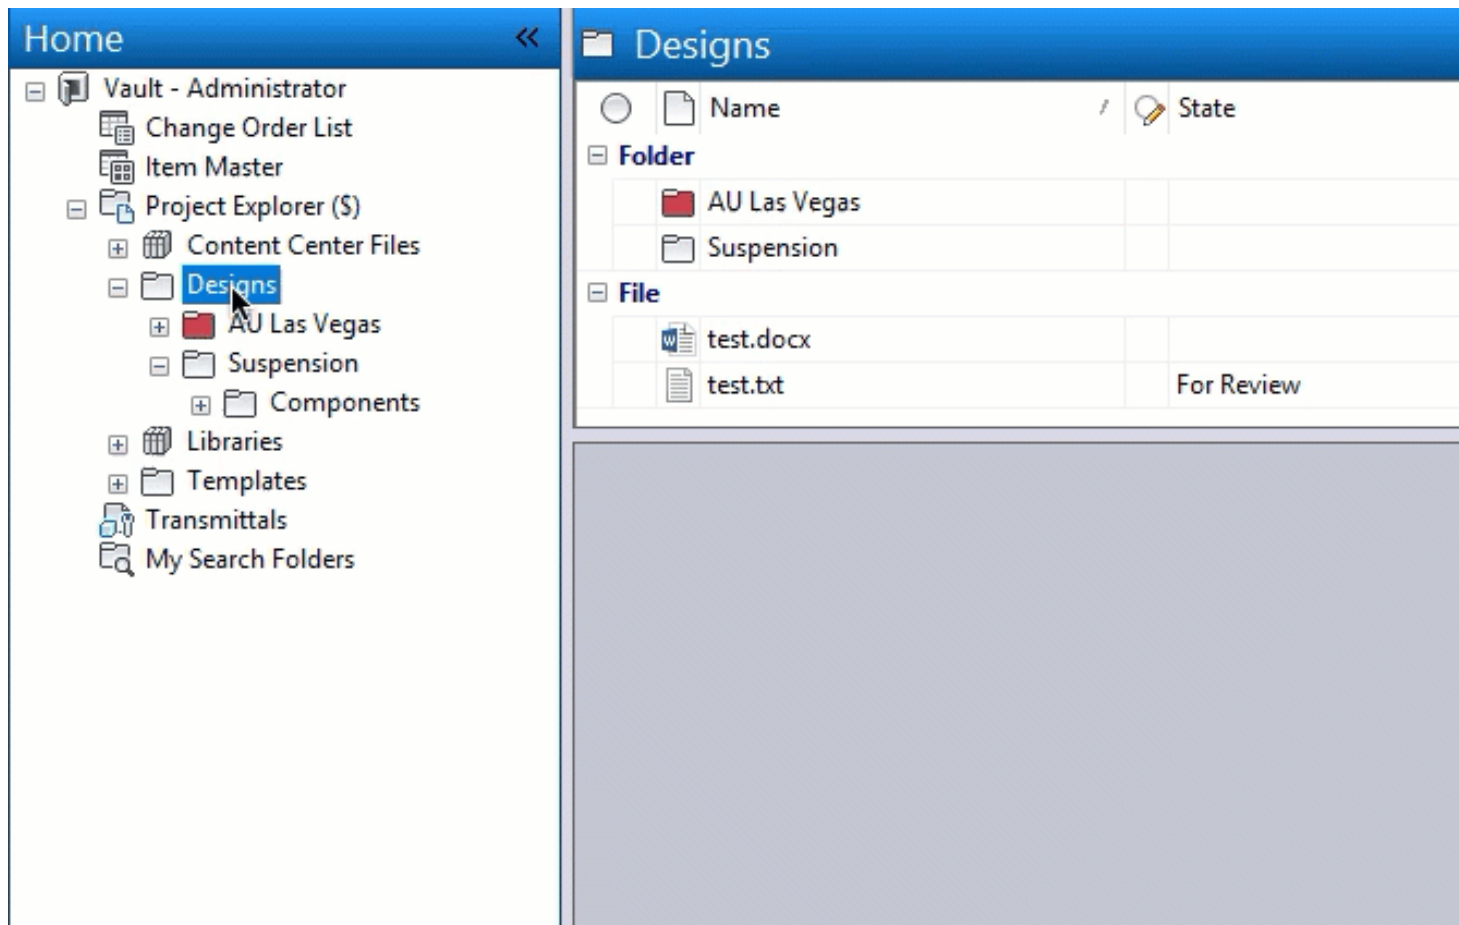 Home
Vault - Administrator
Change Order List
Item Master
Project Explorer ($)
Content Center Files
Designs
AU Las Vegas
Suspension
Components
Libraries
Templates
Transmittals
My Search Folders
Designs
Name / State
Folder
AU Las Vegas
Suspension
File
test.docx
test.txt For Review